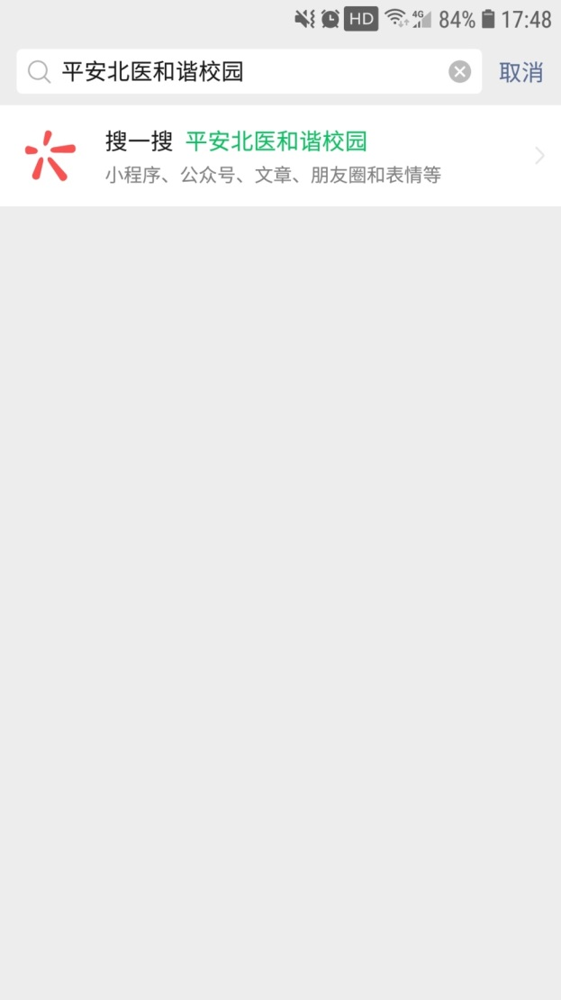 HD 4G 84% 17:48
平安北医和谐校园 取消
搜一搜 平安北医和谐校园
小程序、公众号、文章、朋友圈和表情等